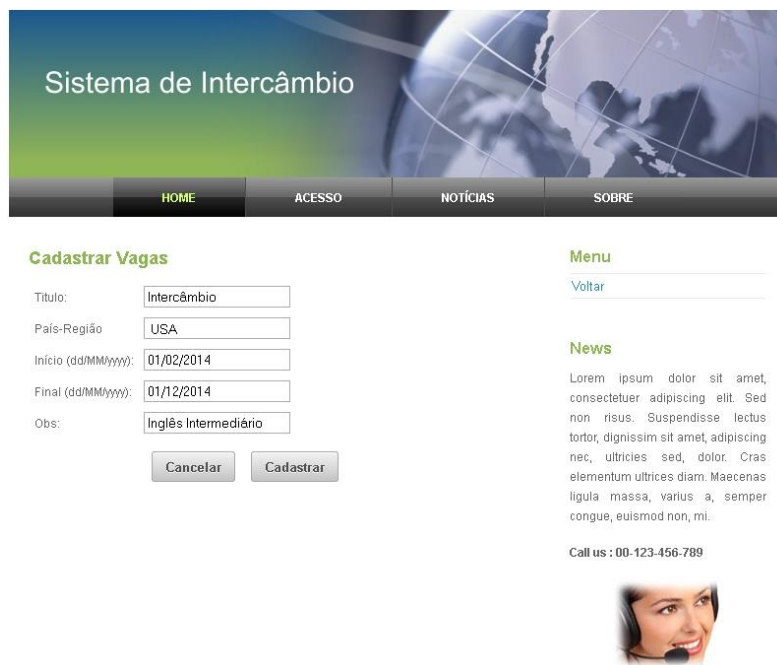 Sistema de Intercâmbio
HOME ACESSO NOTÍCIAS SOBRE
Cadastrar Vagas
Titulo: Intercâmbio
País-Região USA
Início (dd/MM/yyyy): 01/02/2014
Final (dd/MM/yyyy): 01/12/2014
Obs: Inglês Intermediário
Cancelar Cadastrar
Menu
Voltar
News
Lorem ipsum dolor sit amet,
consectetuer adipiscing elit. Sed
non risus. Suspendisse lectus
tortor, dignissim sit amet, adipiscing
nec, ultricies sed, dolor. Cras
elementum ultrices diam. Maecenas
ligula massa, varius a, semper
congue, euismod non, mi.
Call us : 00-123-456-789